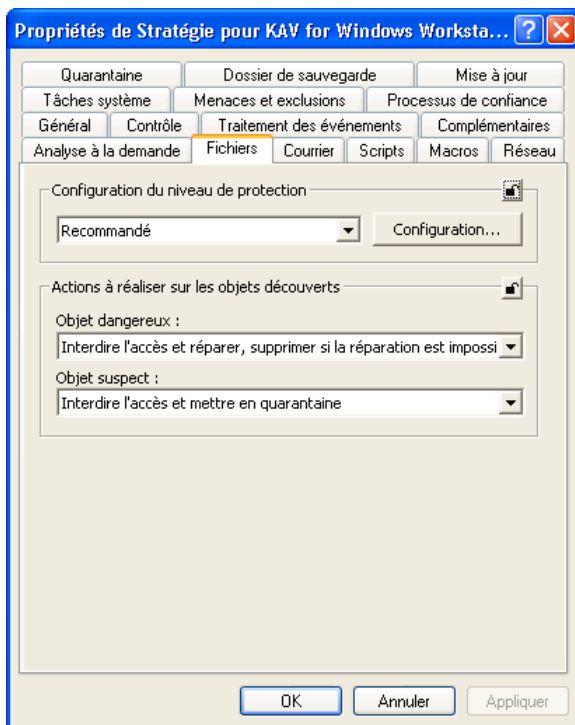 Propriétés de Stratégie pour KAV for Windows Worksta...
Quarantaine Dossier de sauvegarde Mise à jour
Tâches système Menaces et exclusions Processus de confiance
Général Contrôle Traitement des événements Complémentaires
Analyse à la demande Fichiers Courrier Scripts Macros Réseau
Configuration du niveau de protection
Recommandé Configuration...
Actions à réaliser sur les objets découverts
Objet dangereux :
Interdire l'accès et réparer, supprimer si la réparation est impossi
Objet suspect :
Interdire l'accès et mettre en quarantaine
OK Annuler Appliquer